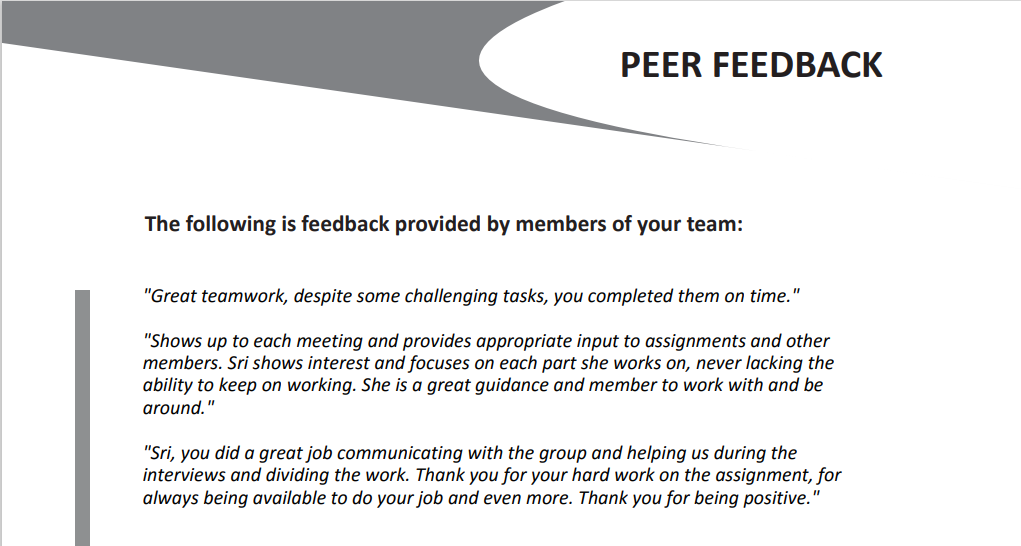 PEER FEEDBACK
The following is feedback provided by members of your team:
"Great teamwork, despite some challenging tasks, you completed them on time."
"Shows up to each meeting and provides appropriate input to assignments and other
members. Sri shows interest and focuses on each part she works on, never lacking the
ability to keep on working. She is a great guidance and member to work with and be
around."
"Sri, you did a great job communicating with the group and helping us during the
interviews and dividing the work. Thank you for your hard work on the assignment, for
always being available to do your job and even more. Thank you for being positive."